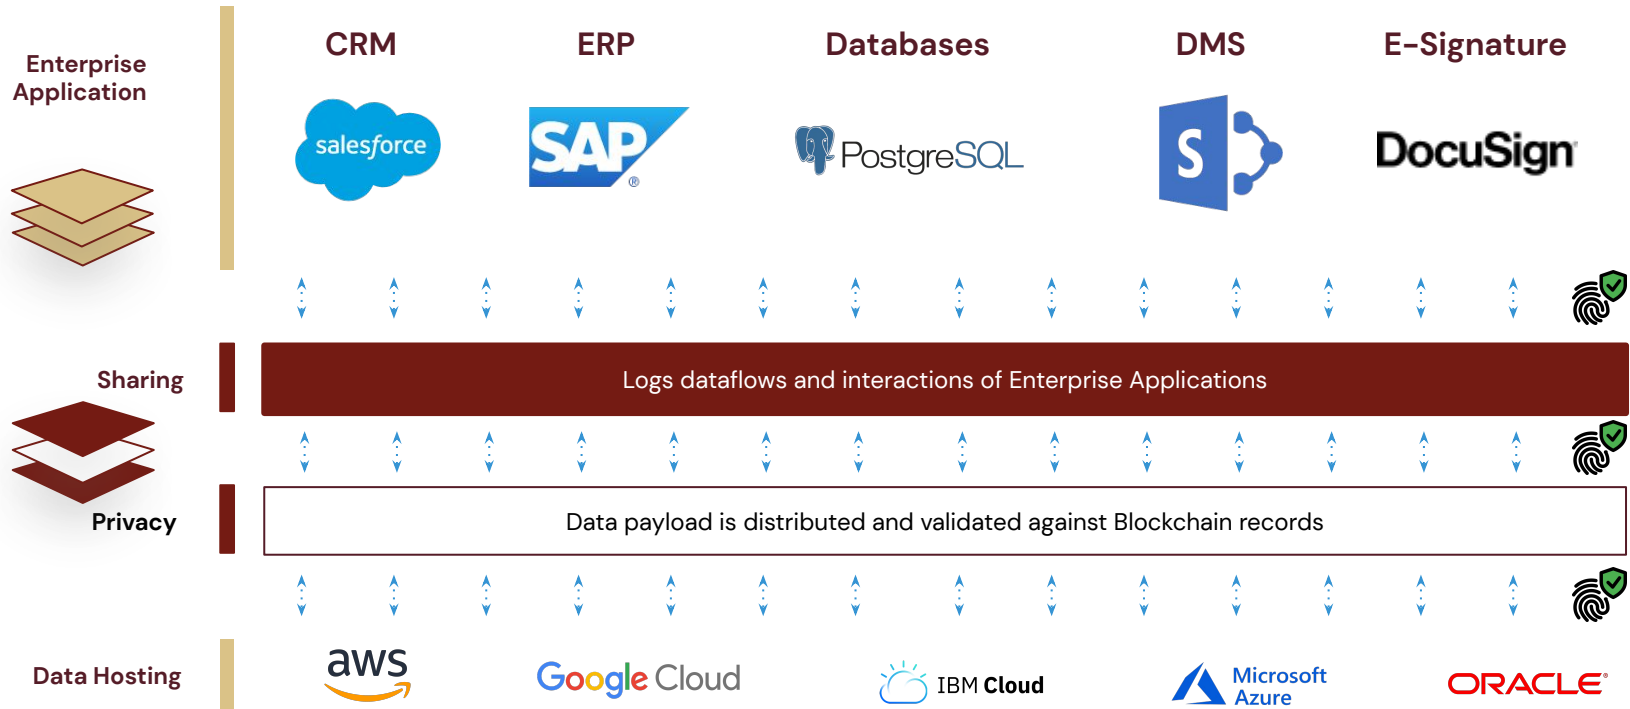 CRM
ERP
Databases
DMS
E-Signature
Enterprise
Application
salesforce
SAP
®
PostgreSQL
S
DocuSign
Sharing
Logs dataflows and interactions of Enterprise Applications
Privacy
Data payload is distributed and validated against Blockchain records
Data Hosting
aws
Google Cloud
IBM Cloud
Microsoft
Azure
ORACLE®